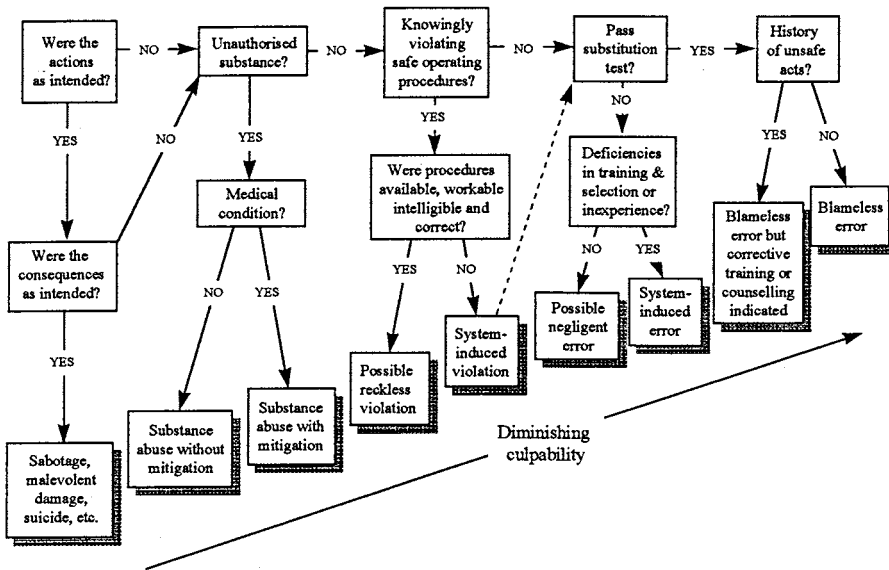 Were the
actions
as intended?
NO
Unauthorised
substance?
NO
Knowingly
violating
safe operating
procedures?
NO
Pass
substitution
test?
YES
History of
unsafe
acts?
YES
NO
YES
YES
NO
YES
NO
Were the
consequences
as intended?
Medical
condition?
Were procedures
available, workable
intelligible and
correct?
Deficiencies
in training &
selection or
inexperience?
Blameless
error but
corrective
training or
counselling
indicated
Blameless
error
YES
NO
YES
YES
NO
NO
YES
Sabotage,
malevolent
damage,
suicide, etc.
Substance
abuse without
mitigation
Substance
abuse with
mitigation
Possible
reckless
violation
System-
induced
violation
Possible
negligent
error
System-
induced
error
Diminishing
culpability